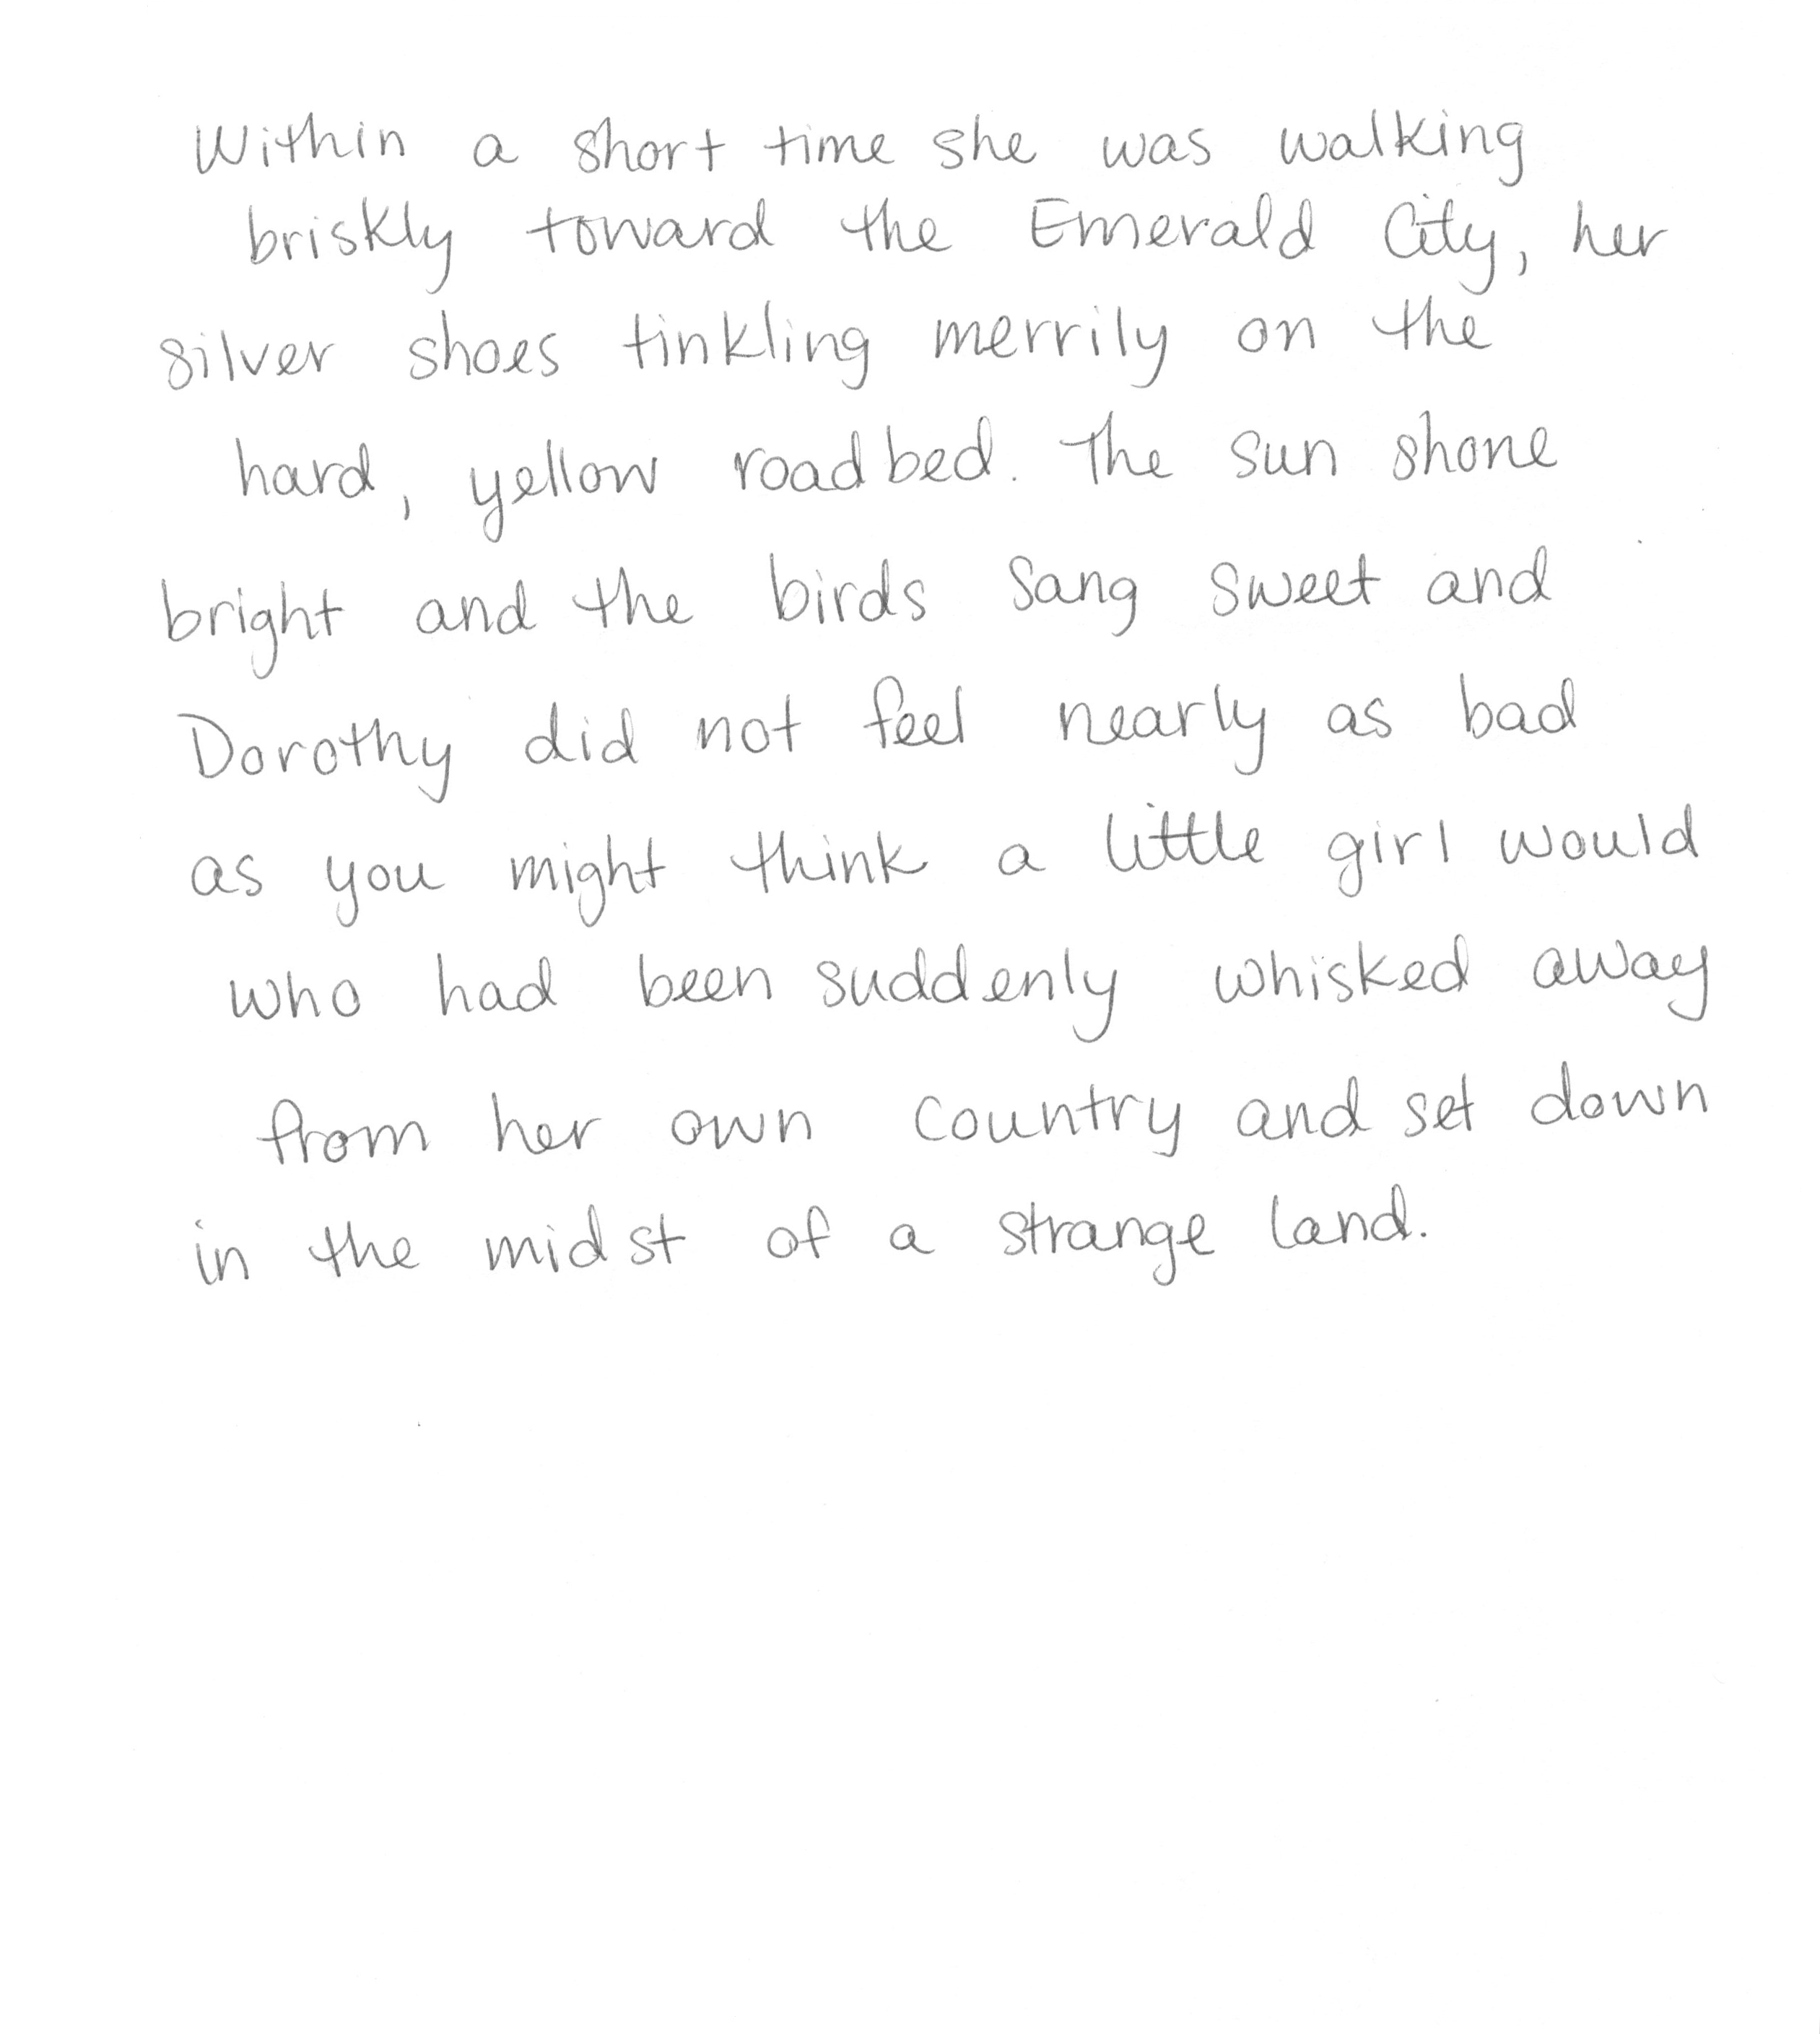 Within a short time she was walking
briskly toward the Emerald City, her
silver shoes tinkling merrily on the
hard, yellow roadbed. The sun shone
bright and the birds sang sweet and
Dorothy did not feel nearly as bad
as you might think a little girl would
who had been suddenly whisked away
from her own country and set down
in the midst of a strange land.